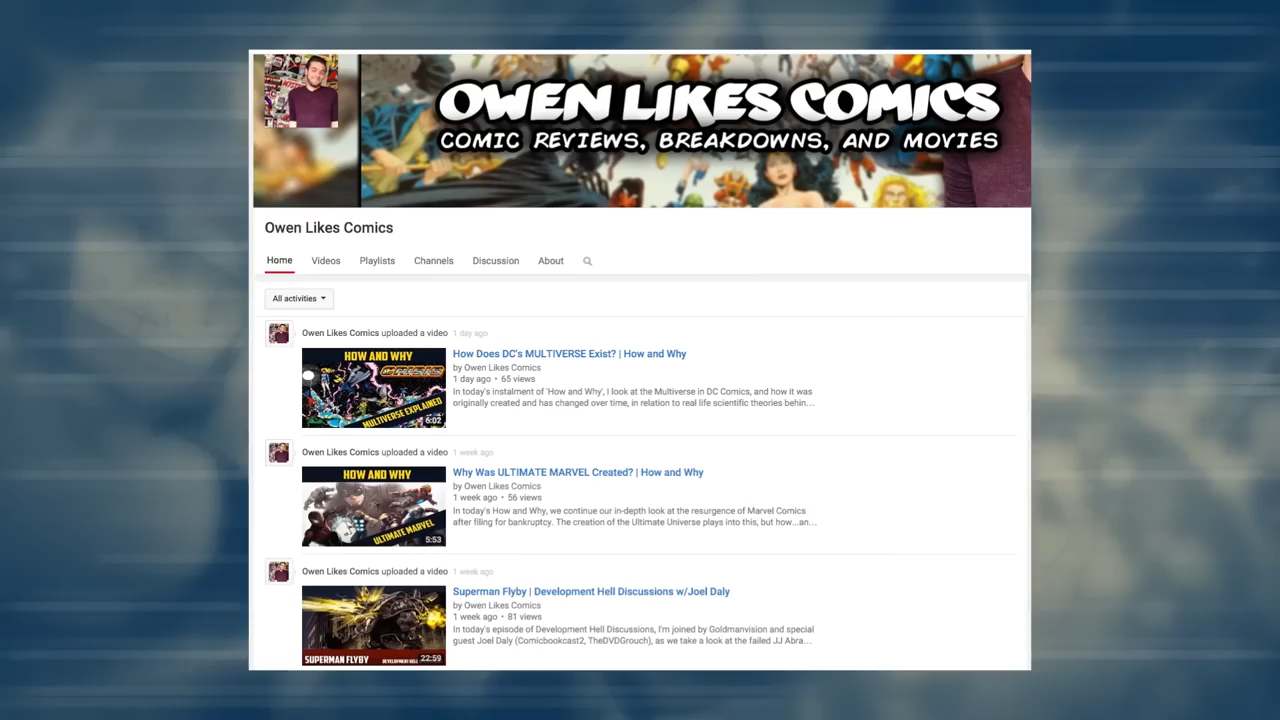 OWEN LIKES COMICS
COMIC REVIEWS, BREAKDOWNS, AND MOVIES
Owen Likes Comics
Home Videos Playlists Channels Discussion About
All activities
Owen Likes Comics uploaded a video 1 day ago
HOW AND WHY
CRISIS
MULTIVERSE EXPLAINED
6:02
How Does DC's MULTIVERSE Exist? | How and Why
by Owen Likes Comics
1 day ago • 65 views
In today's instalment of 'How and Why', I look at the Multiverse in DC Comics, and how it was
originally created and has changed over time, in relation to real life scientific theories behin...
Owen Likes Comics uploaded a video 1 week ago
HOW AND WHY
ULTIMATE MARVEL
5:53
Why Was ULTIMATE MARVEL Created? | How and Why
by Owen Likes Comics
1 week ago • 56 views
In today's How and Why, we continue our in-depth look at the resurgence of Marvel Comics
after filing for bankruptcy. The creation of the Ultimate Universe plays into this, but how...an...
Owen Likes Comics uploaded a video 1 week ago
SUPERMAN FLYBY DEVELOPMENT HELL 22:59
Superman Flyby | Development Hell Discussions w/Joel Daly
by Owen Likes Comics
1 week ago • 81 views
In today's episode of Development Hell Discussions, I'm joined by Goldmanvision and special
guest Joel Daly (Comicbookcast2, TheDVDGrouch), as we take a look at the failed JJ Abra...